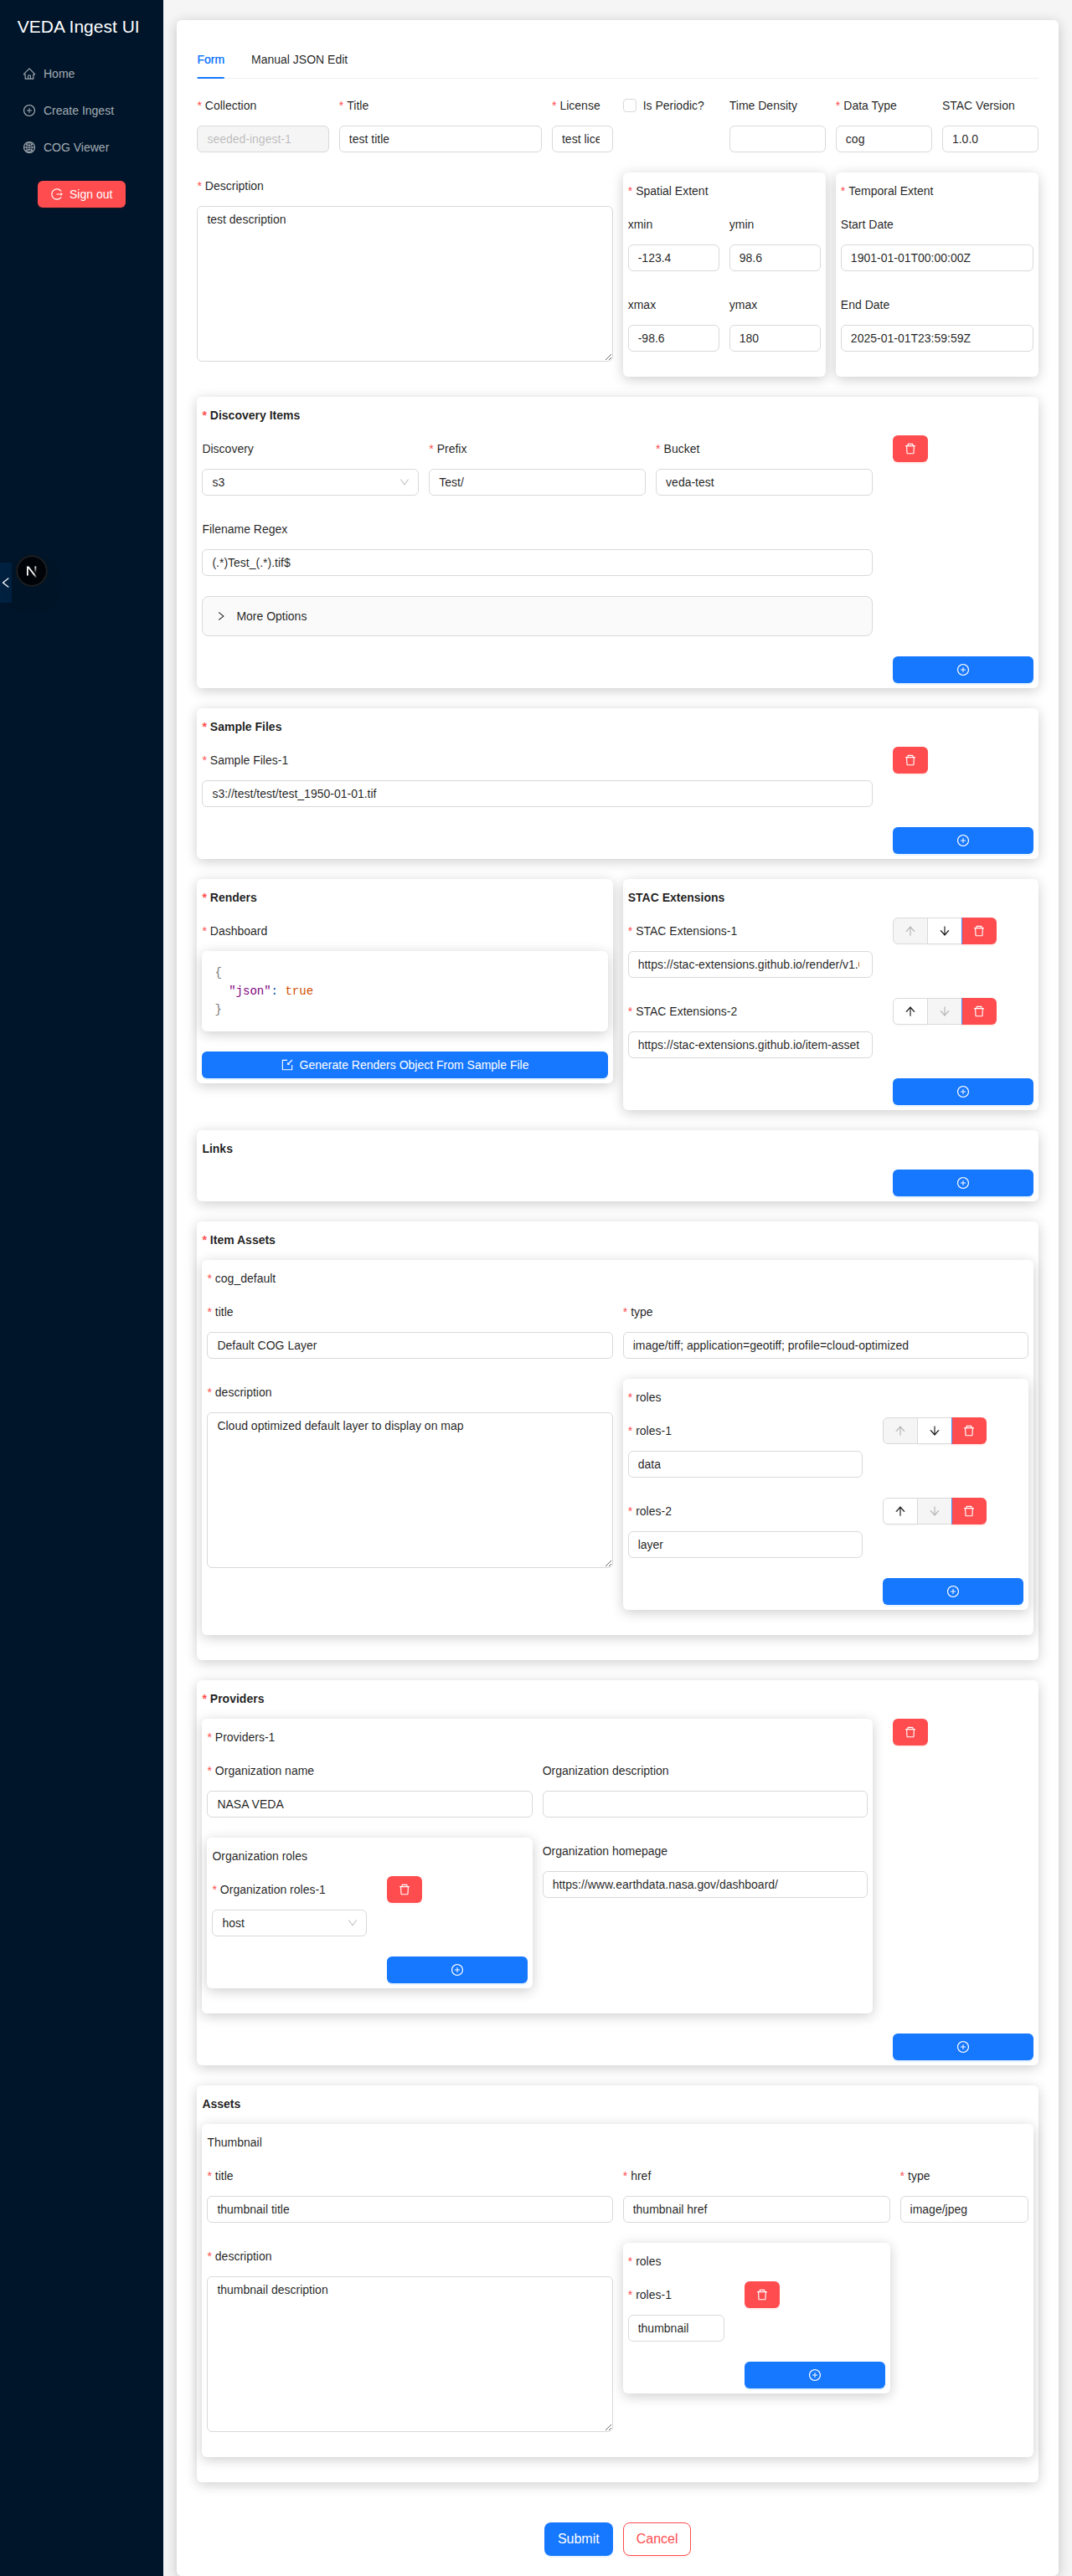 VEDA Ingest UI
Home
Create Ingest
COG Viewer
Sign out
Form Manual JSON Edit
* Collection * Title * License Is Periodic? Time Density * Data Type STAC Version
seeded-ingest-1 test title test lice cog 1.0.0
* Description
test description
* Spatial Extent
xmin ymin
-123.4 98.6
xmax ymax
-98.6 180
* Temporal Extent
Start Date
1901-01-01T00:00:00Z
End Date
2025-01-01T23:59:59Z
* Discovery Items
Discovery * Prefix * Bucket
s3 Test/ veda-test
Filename Regex
(.*)Test_(.*).tif$
More Options
* Sample Files
* Sample Files-1
s3://test/test/test_1950-01-01.tif
* Renders
* Dashboard
{
"json": true
}
Generate Renders Object From Sample File
STAC Extensions
* STAC Extensions-1
https://stac-extensions.github.io/render/v1.
* STAC Extensions-2
https://stac-extensions.github.io/item-asset
Links
* Item Assets
* cog_default
* title * type
Default COG Layer image/tiff; application=geotiff; profile=cloud-optimized
* description
Cloud optimized default layer to display on map
* roles
* roles-1
data
* roles-2
layer
* Providers
* Providers-1
* Organization name Organization description
NASA VEDA
Organization roles
* Organization roles-1
host
Organization homepage
https://www.earthdata.nasa.gov/dashboard/
Assets
Thumbnail
* title * href * type
thumbnail title thumbnail href image/jpeg
* description
thumbnail description
* roles
* roles-1
thumbnail
Submit Cancel